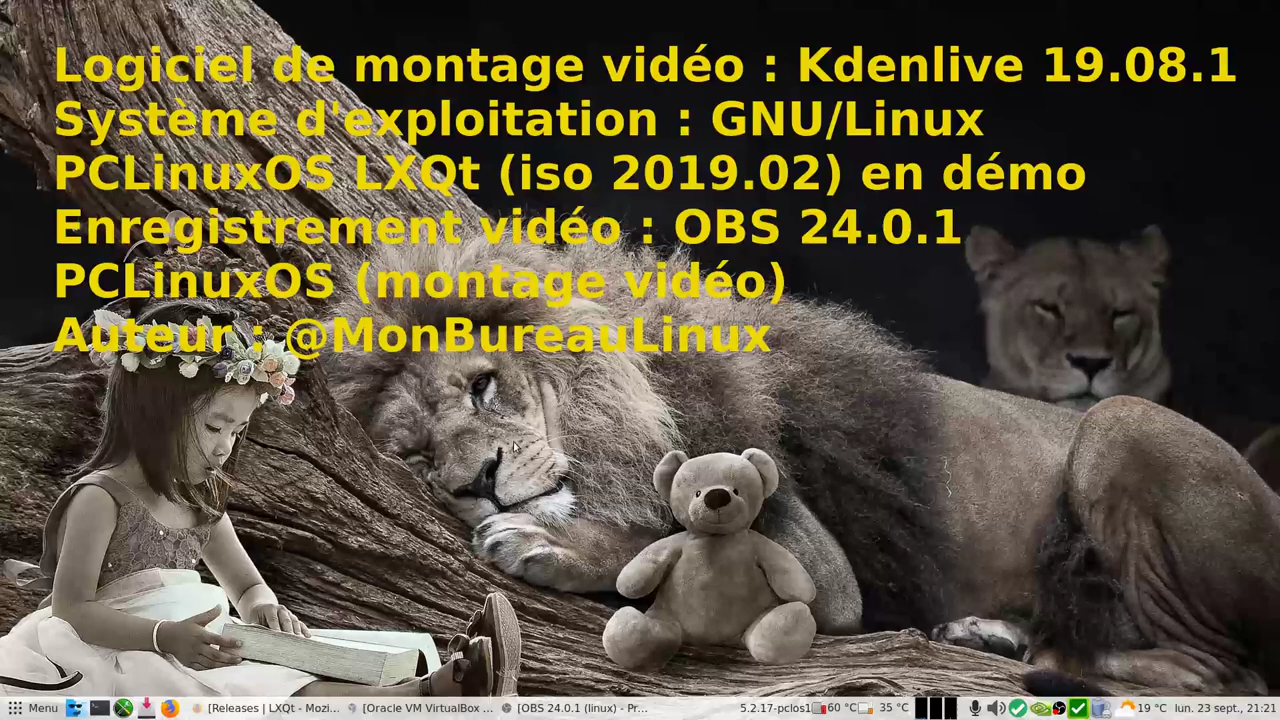 Logiciel de montage vidéo : Kdenlive 19.08.1
Système d'exploitation : GNU/Linux
PCLinuxOS LXQt (iso 2019.02) en démo
Enregistrement vidéo : OBS 24.0.1
PCLinuxOS (montage vidéo)
Auteur : @MonBureauLinux
Menu [Releases | LXQt - Mozi... [Oracle VM VirtualBox ... [OBS 24.0.1 (linux) - Pr... 5.2.17-pclos1 60 °C 35 °C 19 °C lun. 23 sept., 21:21